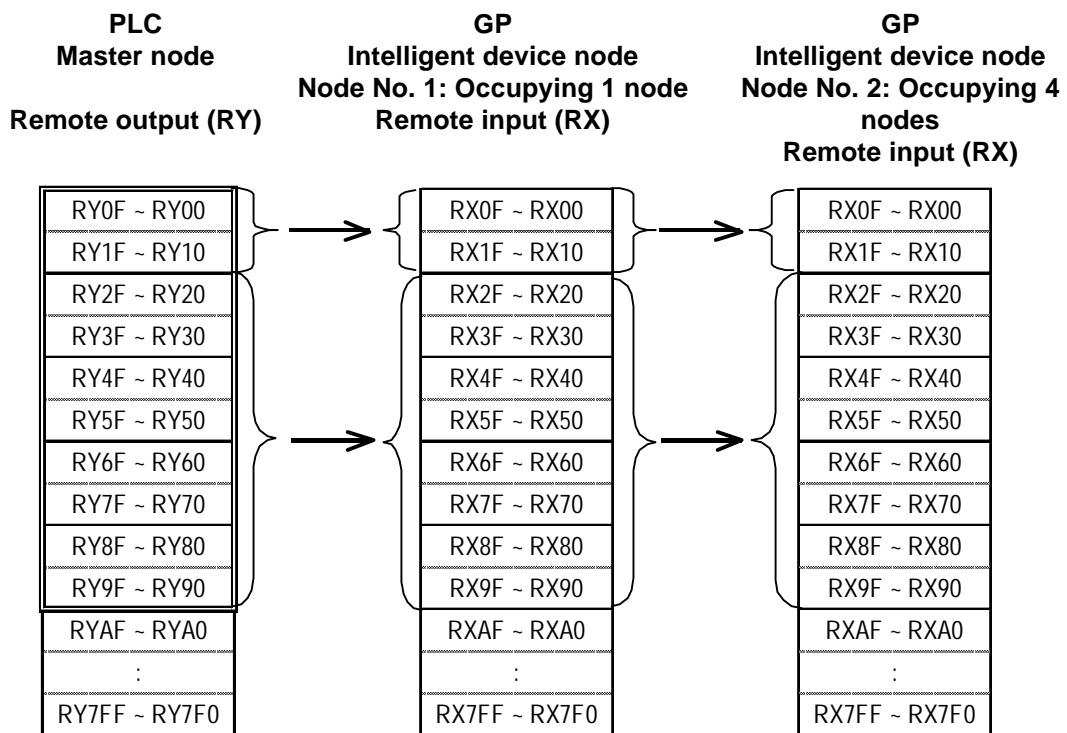 PLC
Master node
Remote output (RY)
GP
Intelligent device node
Node No. 1: Occupying 1 node
Remote input (RX)
GP
Intelligent device node
Node No. 2: Occupying 4
nodes
Remote input (RX)
RY0F ~ RY00
RY1F ~ RY10
RY2F ~ RY20
RY3F ~ RY30
RY4F ~ RY40
RY5F ~ RY50
RY6F ~ RY60
RY7F ~ RY70
RY8F ~ RY80
RY9F ~ RY90
RYAF ~ RYA0
:
RY7FF ~ RY7F0
RX0F ~ RX00
RX1F ~ RX10
RX2F ~ RX20
RX3F ~ RX30
RX4F ~ RX40
RX5F ~ RX50
RX6F ~ RX60
RX7F ~ RX70
RX8F ~ RX80
RX9F ~ RX90
RXAF ~ RXA0
:
RX7FF ~ RX7F0
RX0F ~ RX00
RX1F ~ RX10
RX2F ~ RX20
RX3F ~ RX30
RX4F ~ RX40
RX5F ~ RX50
RX6F ~ RX60
RX7F ~ RX70
RX8F ~ RX80
RX9F ~ RX90
RXAF ~ RXA0
:
RX7FF ~ RX7F0